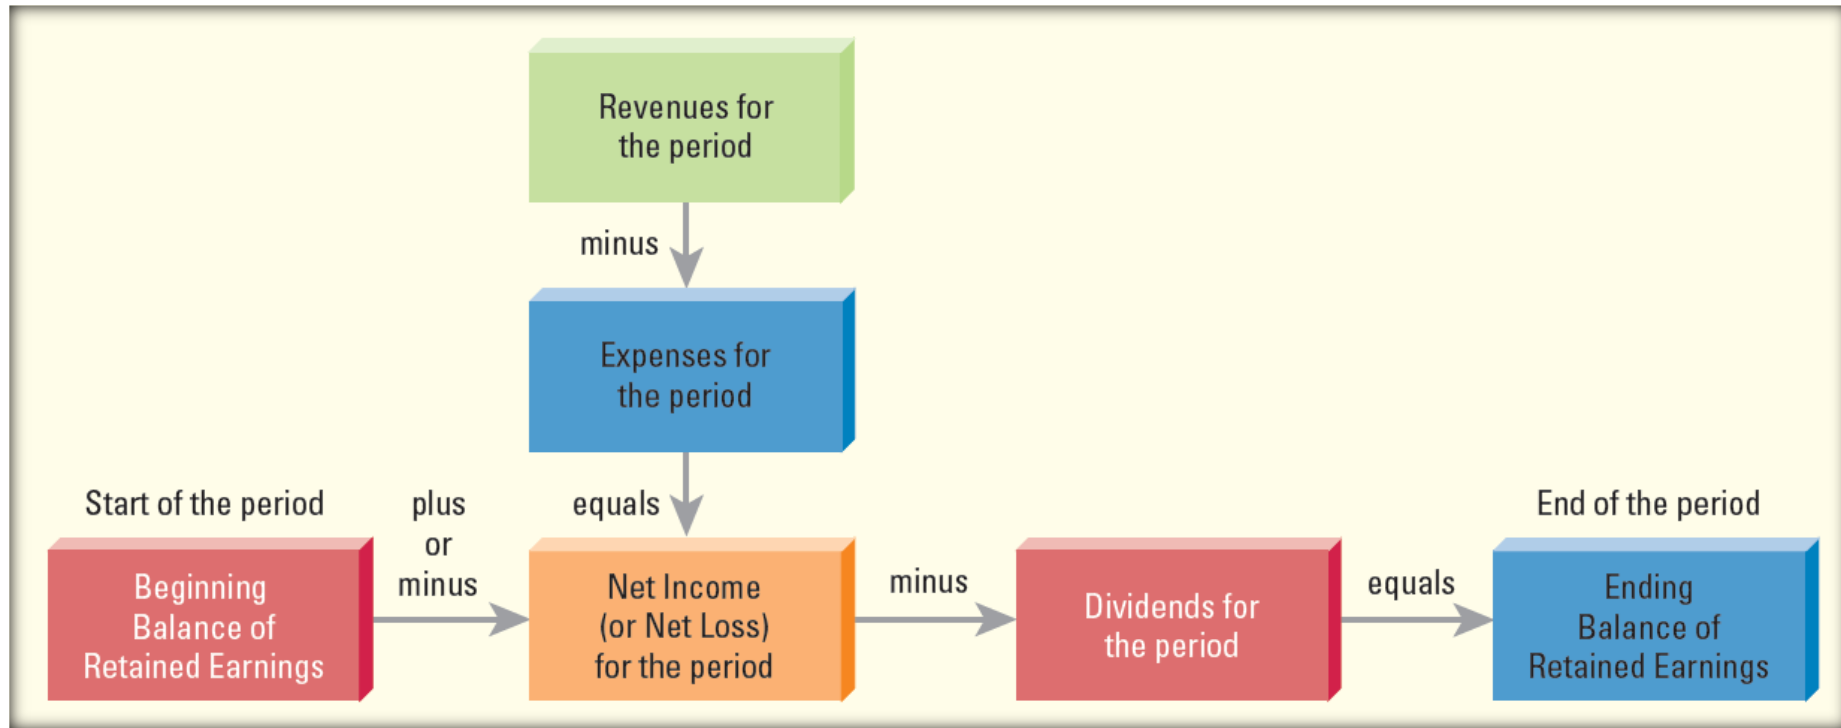 Revenues for
the period
minus
Expenses for
the period
equals
Start of the period
Beginning
Balance of
Retained Earnings
plus
or
minus
Net Income
(or Net Loss)
for the period
minus
Dividends for
the period
equals
End of the period
Ending
Balance of
Retained Earnings